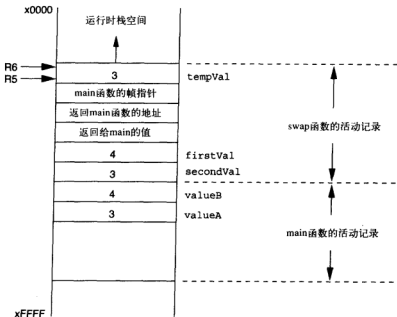 x0000
运行时栈空间
R6
R5
3 tempVal
main函数的帧指针
返回main函数的地址
返回给main的值
4 firstVal
3 secondVal
swap函数的活动记录
4 valueB
3 valueA
main函数的活动记录
xFFFF